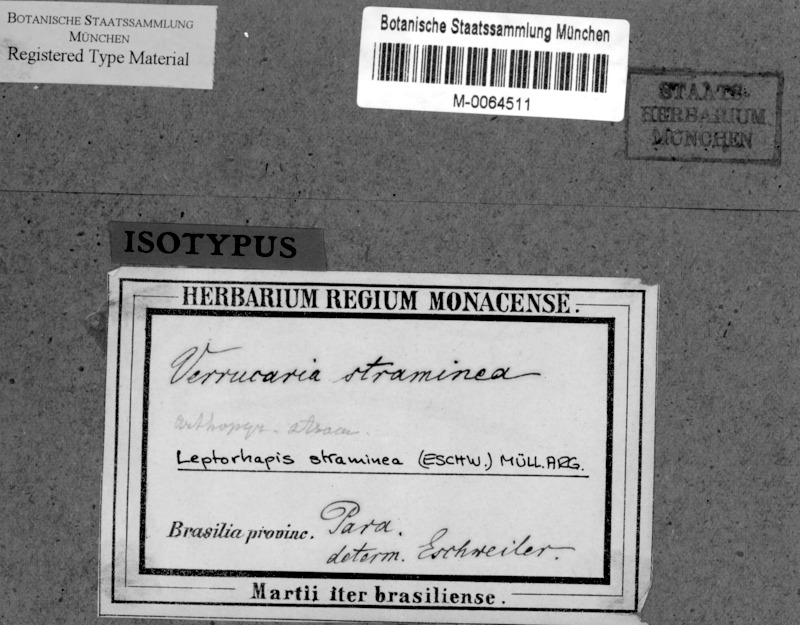 BOTANISCHE STAATSSAMMLUNG
MÜNCHEN
Registered Type Material
Botanische Staatssammlung München
M-0064511
STAATS-
HERBARIUM
MÜNCHEN
ISOTYPUS
HERBARIUM REGIUM MONACENSE.
Verrucaria straminea
Leptorhapis straminea (ESCHW.) MÜLL. ARG.
Brasilia provinc. Para.
determ. Eschweiler.
Martii iter brasiliense.